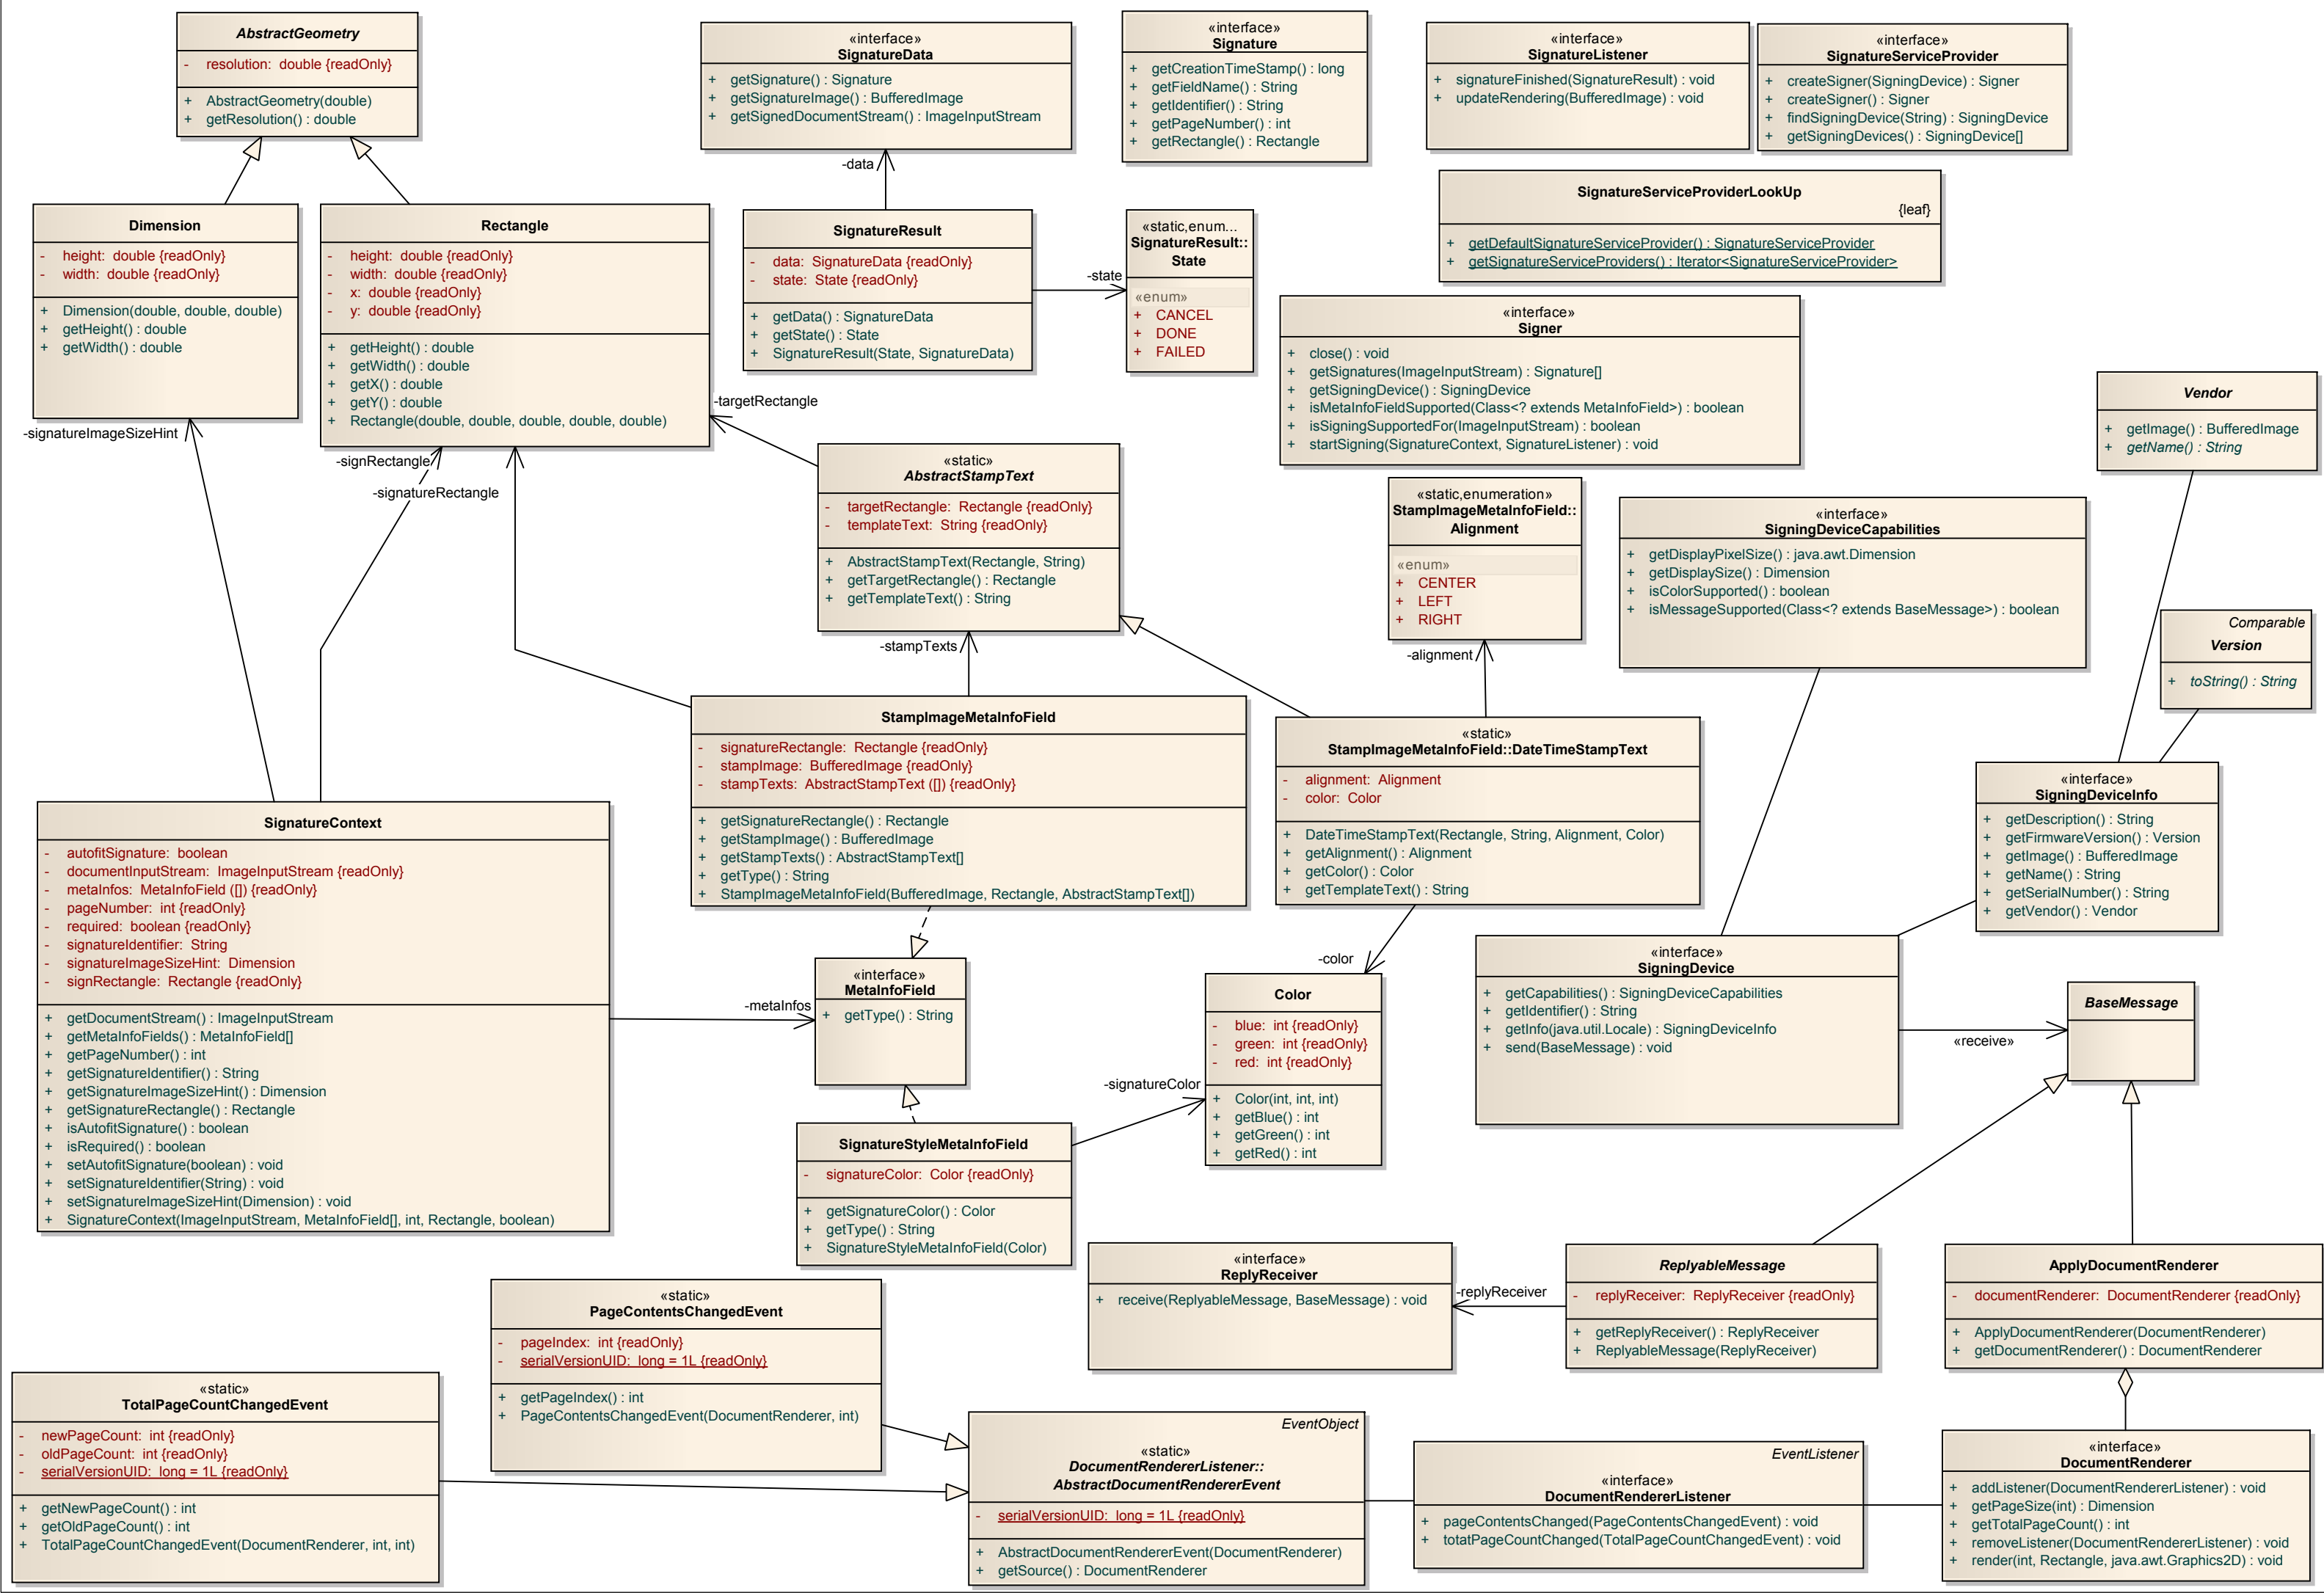 AbstractGeometry
- resolution: double {readOnly}
+ AbstractGeometry(double)
+ getResolution() : double
«interface»
SignatureData
+ getSignature() : Signature
+ getSignatureImage() : BufferedImage
+ getSignedDocumentStream() : ImageInputStream
«interface»
Signature
+ getCreationTimeStamp() : long
+ getFieldName() : String
+ getIdentifier() : String
+ getPageNumber() : int
+ getRectangle() : Rectangle
«interface»
SignatureListener
+ signatureFinished(SignatureResult) : void
+ updateRendering(BufferedImage) : void
«interface»
SignatureServiceProvider
+ createSigner(SigningDevice) : Signer
+ createSigner() : Signer
+ findSigningDevice(String) : SigningDevice
+ getSigningDevices() : SigningDevice[]
-data
SignatureServiceProviderLookUp
{leaf}
+ getDefaultSignatureServiceProvider() : SignatureServiceProvider
+ getSignatureServiceProviders() : Iterator<SignatureServiceProvider>
Dimension
- height: double {readOnly}
- width: double {readOnly}
+ Dimension(double, double, double)
+ getHeight() : double
+ getWidth() : double
Rectangle
- height: double {readOnly}
- width: double {readOnly}
- x: double {readOnly}
- y: double {readOnly}
+ getHeight() : double
+ getWidth() : double
+ getX() : double
+ getY() : double
+ Rectangle(double, double, double, double, double)
SignatureResult
- data: SignatureData {readOnly}
- state: State {readOnly}
+ getData() : SignatureData
+ getState() : State
+ SignatureResult(State, SignatureData)
-state
«static,enum...
SignatureResult::
State
«enum»
+ CANCEL
+ DONE
+ FAILED
«interface»
Signer
+ close() : void
+ getSignatures(ImageInputStream) : Signature[]
+ getSigningDevice() : SigningDevice
+ isMetaInfoFieldSupported(Class<? extends MetaInfoField>) : boolean
+ isSigningSupportedFor(ImageInputStream) : boolean
+ startSigning(SignatureContext, SignatureListener) : void
Vendor
+ getImage() : BufferedImage
+ getName() : String
-targetRectangle
-signatureImageSizeHint
-signRectangle
-signatureRectangle
«static»
AbstractStampText
- targetRectangle: Rectangle {readOnly}
- templateText: String {readOnly}
+ AbstractStampText(Rectangle, String)
+ getTargetRectangle() : Rectangle
+ getTemplateText() : String
«static,enumeration»
StampImageMetaInfoField::
Alignment
«enum»
+ CENTER
+ LEFT
+ RIGHT
«interface»
SigningDeviceCapabilities
+ getDisplayPixelSize() : java.awt.Dimension
+ getDisplaySize() : Dimension
+ isColorSupported() : boolean
+ isMessageSupported(Class<? extends BaseMessage>) : boolean
Comparable
Version
+ toString() : String
-stampTexts
-alignment
StampImageMetaInfoField
- signatureRectangle: Rectangle {readOnly}
- stampImage: BufferedImage {readOnly}
- stampTexts: AbstractStampText ([]) {readOnly}
+ getSignatureRectangle() : Rectangle
+ getStampImage() : BufferedImage
+ getStampTexts() : AbstractStampText[]
+ getType() : String
+ StampImageMetaInfoField(BufferedImage, Rectangle, AbstractStampText[])
«static»
StampImageMetaInfoField::DateTimeStampText
- alignment: Alignment
- color: Color
+ DateTimeStampText(Rectangle, String, Alignment, Color)
+ getAlignment() : Alignment
+ getColor() : Color
+ getTemplateText() : String
«interface»
SigningDeviceInfo
+ getDescription() : String
+ getFirmwareVersion() : Version
+ getImage() : BufferedImage
+ getName() : String
+ getSerialNumber() : String
+ getVendor() : Vendor
SignatureContext
- autofitSignature: boolean
- documentInputStream: ImageInputStream {readOnly}
- metaInfos: MetaInfoField ([]) {readOnly}
- pageNumber: int {readOnly}
- required: boolean {readOnly}
- signatureIdentifier: String
- signatureImageSizeHint: Dimension
- signRectangle: Rectangle {readOnly}
+ getDocumentStream() : ImageInputStream
+ getMetaInfoFields() : MetaInfoField[]
+ getPageNumber() : int
+ getSignatureIdentifier() : String
+ getSignatureImageSizeHint() : Dimension
+ getSignatureRectangle() : Rectangle
+ isAutofitSignature() : boolean
+ isRequired() : boolean
+ setAutofitSignature(boolean) : void
+ setSignatureIdentifier(String) : void
+ setSignatureImageSizeHint(Dimension) : void
+ SignatureContext(ImageInputStream, MetaInfoField[], int, Rectangle, boolean)
-metaInfos
«interface»
MetaInfoField
+ getType() : String
-color
Color
- blue: int {readOnly}
- green: int {readOnly}
- red: int {readOnly}
+ Color(int, int, int)
+ getBlue() : int
+ getGreen() : int
+ getRed() : int
-signatureColor
«interface»
SigningDevice
+ getCapabilities() : SigningDeviceCapabilities
+ getIdentifier() : String
+ getInfo(java.util.Locale) : SigningDeviceInfo
+ send(BaseMessage) : void
«receive»
BaseMessage
SignatureStyleMetaInfoField
- signatureColor: Color {readOnly}
+ getSignatureColor() : Color
+ getType() : String
+ SignatureStyleMetaInfoField(Color)
«interface»
ReplyReceiver
+ receive(ReplyableMessage, BaseMessage) : void
-replyReceiver
ReplyableMessage
- replyReceiver: ReplyReceiver {readOnly}
+ getReplyReceiver() : ReplyReceiver
+ ReplyableMessage(ReplyReceiver)
ApplyDocumentRenderer
- documentRenderer: DocumentRenderer {readOnly}
+ ApplyDocumentRenderer(DocumentRenderer)
+ getDocumentRenderer() : DocumentRenderer
«static»
PageContentsChangedEvent
- pageIndex: int {readOnly}
- serialVersionUID: long = 1L {readOnly}
+ getPageIndex() : int
+ PageContentsChangedEvent(DocumentRenderer, int)
«static»
TotalPageCountChangedEvent
- newPageCount: int {readOnly}
- oldPageCount: int {readOnly}
- serialVersionUID: long = 1L {readOnly}
+ getNewPageCount() : int
+ getOldPageCount() : int
+ TotalPageCountChangedEvent(DocumentRenderer, int, int)
EventObject
«static»
DocumentRendererListener::
AbstractDocumentRendererEvent
- serialVersionUID: long = 1L {readOnly}
+ AbstractDocumentRendererEvent(DocumentRenderer)
+ getSource() : DocumentRenderer
EventListener
«interface»
DocumentRendererListener
+ pageContentsChanged(PageContentsChangedEvent) : void
+ totatPageCountChanged(TotalPageCountChangedEvent) : void
«interface»
DocumentRenderer
+ addListener(DocumentRendererListener) : void
+ getPageSize(int) : Dimension
+ getTotalPageCount() : int
+ removeListener(DocumentRendererListener) : void
+ render(int, Rectangle, java.awt.Graphics2D) : void